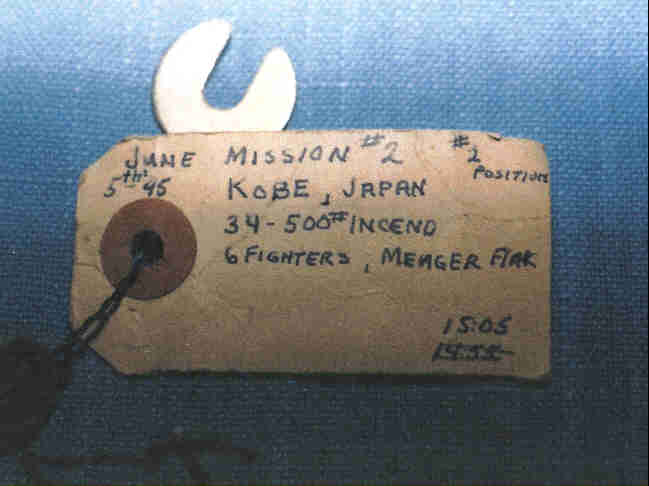 JUNE MISSION #2 #2
5th 45 KOBE, JAPAN POSITION
34-500# INCEND
6 FIGHTERS, MEAGER FLAK
15:05
14:55